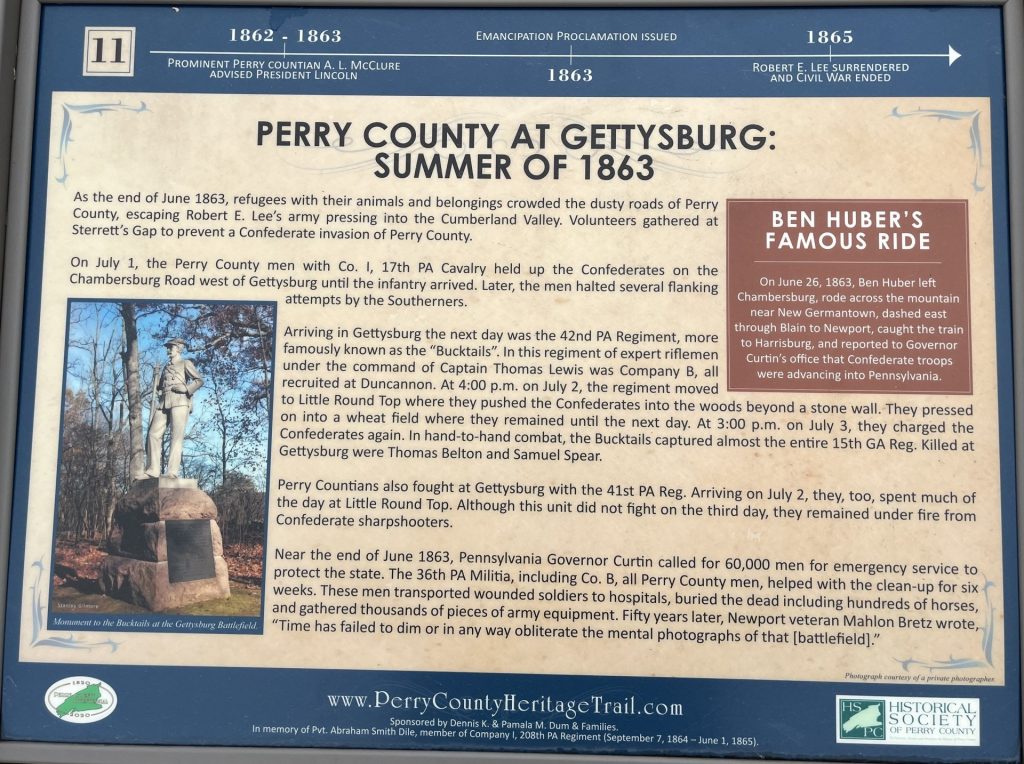 11
1862 - 1863
PROMINENT PERRY COUNTIAN A. L. MCCLURE
ADVISED PRESIDENT LINCOLN
EMANCIPATION PROCLAMATION ISSUED
1863
1865
ROBERT E. LEE SURRENDERED
AND CIVIL WAR ENDED
PERRY COUNTY AT GETTYSBURG:
SUMMER OF 1863
As the end of June 1863, refugees with their animals and belongings crowded the dusty roads of Perry
County, escaping Robert E. Lee's army pressing into the Cumberland Valley. Volunteers gathered at
Sterrett's Gap to prevent a Confederate invasion of Perry County.
On July 1, the Perry County men with Co. I, 17th PA Cavalry held up the Confederates on the
Chambersburg Road west of Gettysburg until the infantry arrived. Later, the men halted several flanking
attempts by the Southerners.
BEN HUBER'S
FAMOUS RIDE
On June 26, 1863, Ben Huber left
Chambersburg, rode across the mountain
near New Germantown, dashed east
through Blain to Newport, caught the train
to Harrisburg, and reported to Governor
Curtin's office that Confederate troops
were advancing into Pennsylvania.
Arriving in Gettysburg the next day was the 42nd PA Regiment, more
famously known as the "Bucktails". In this regiment of expert riflemen
under the command of Captain Thomas Lewis was Company B, all
recruited at Duncannon. At 4:00 p.m. on July 2, the regiment moved
to Little Round Top where they pushed the Confederates into the woods beyond a stone wall. They pressed
on into a wheat field where they remained until the next day. At 3:00 p.m. on July 3, they charged the
Confederates again. In hand-to-hand combat, the Bucktails captured almost the entire 15th GA Reg. Killed at
Gettysburg were Thomas Belton and Samuel Spear.
Perry Countians also fought at Gettysburg with the 41st PA Reg. Arriving on July 2, they, too, spent much of
the day at Little Round Top. Although this unit did not fight on the third day, they remained under fire from
Confederate sharpshooters.
Near the end of June 1863, Pennsylvania Governor Curtin called for 60,000 men for emergency service to
protect the state. The 36th PA Militia, including Co. B, all Perry County men, helped with the clean-up for six
weeks. These men transported wounded soldiers to hospitals, buried the dead including hundreds of horses,
and gathered thousands of pieces of army equipment. Fifty years later, Newport veteran Mahlon Bretz wrote,
"Time has failed to dim or in any way obliterate the mental photographs of that [battlefield]."
Stanley Gilmore
Monument to the Bucktails at the Gettysburg Battlefield.
Photograph courtesy of a private photographer.
1820
PERRY COUNTY
2020
www.PerryCountyHeritageTrail.com
Sponsored by Dennis K. & Pamala M. Dum & Families.
In memory of Pvt. Abraham Smith Dile, member of Company I, 208th PA Regiment (September 7, 1864 – June 1, 1865).
HS
PC
HISTORICAL
SOCIETY
OF PERRY COUNTY